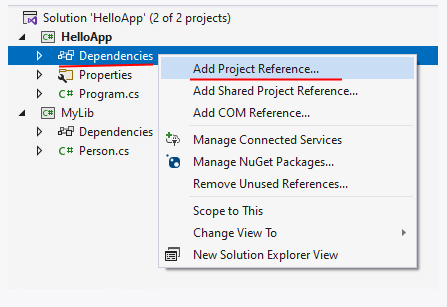 Solution 'HelloApp' (2 of 2 projects)
HelloApp
Dependencies
Properties
C# Program.cs
MyLib
Dependencies
C# Person.cs
Add Project Reference...
Add Shared Project Reference...
Add COM Reference...
Manage Connected Services
Manage NuGet Packages...
Remove Unused References...
Scope to This
Change View To
New Solution Explorer View